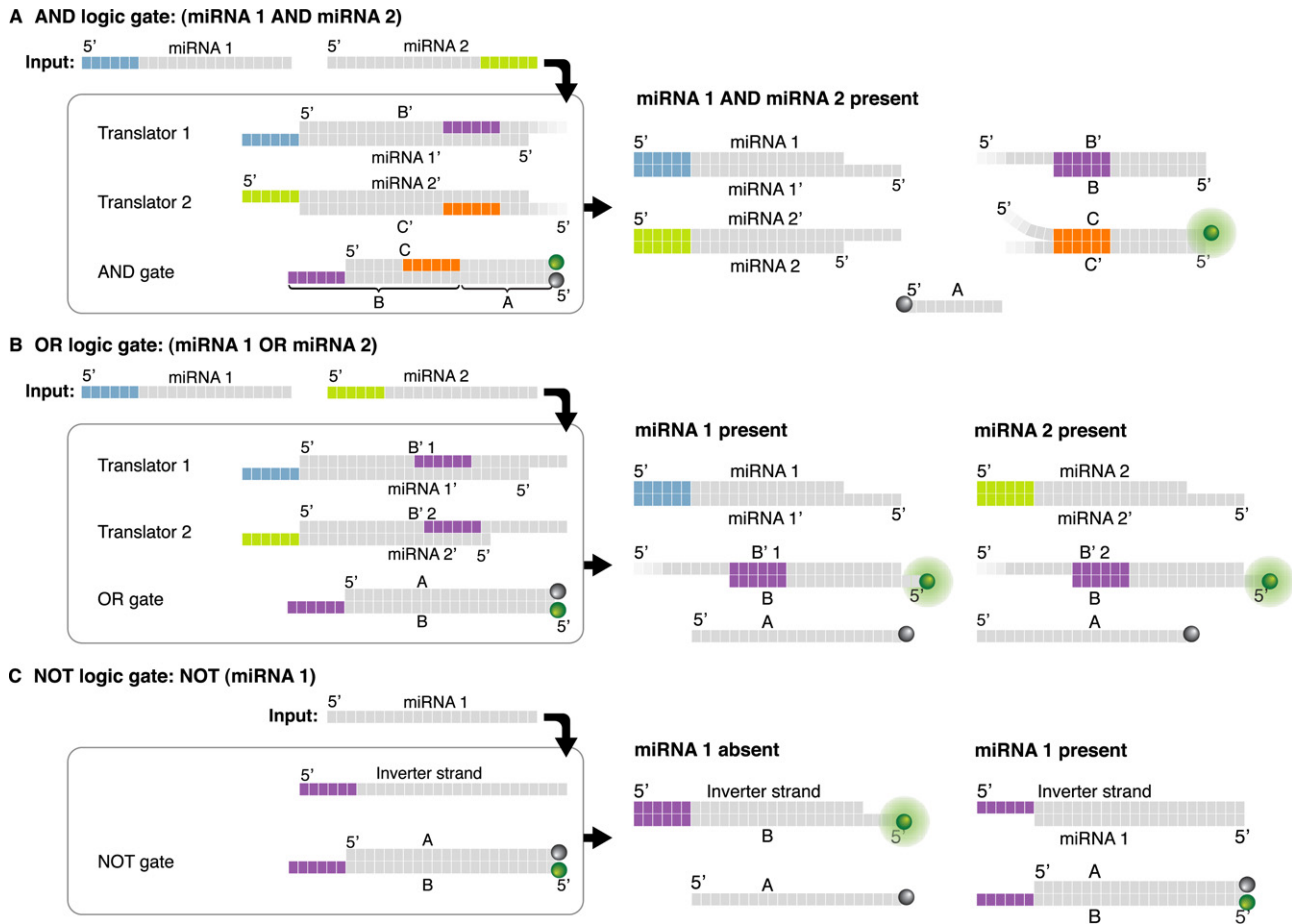 A AND logic gate: (miRNA 1 AND miRNA 2)
5’ miRNA 1 5’ miRNA 2
Input:
miRNA 1 AND miRNA 2 present
5’ B’
Translator 1
miRNA 1’ 5’
5’ miRNA 1 5’ B’
miRNA 1’ 5’ B 5’
5’ miRNA 2’
Translator 2
C’ 5’
5’ miRNA 2’ 5’ C
miRNA 2 C’ 5’
5’ C
AND gate
B A 5’
5’ A
B OR logic gate: (miRNA 1 OR miRNA 2)
5’ miRNA 1 5’ miRNA 2
Input:
miRNA 1 present miRNA 2 present
5’ B’ 1
Translator 1
miRNA 1’ 5’
5’ miRNA 1 5’ miRNA 2
miRNA 1’ 5’ miRNA 2’ 5’
5’ B’ 2
Translator 2
miRNA 2’ 5’
5’ B’ 1 5’ B’ 2
B 5’ B 5’
5’ A
OR gate
B 5’
5’ A 5’ A
C NOT logic gate: NOT (miRNA 1)
5’ miRNA 1
Input:
miRNA 1 absent miRNA 1 present
5’ Inverter strand
5’ Inverter strand 5’ Inverter strand
B 5’ miRNA 1 5’
5’ A
NOT gate
B 5’
5’ A A
B 5’